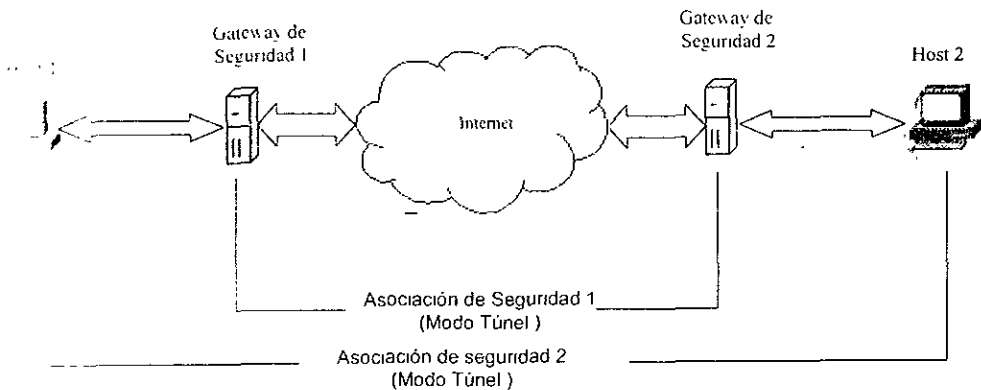 Gateway de
Seguridad 1
Gateway de
Seguridad 2
Host 2
Internet
Asociación de Seguridad 1
(Modo Túnel )
Asociación de seguridad 2
(Modo Túnel )